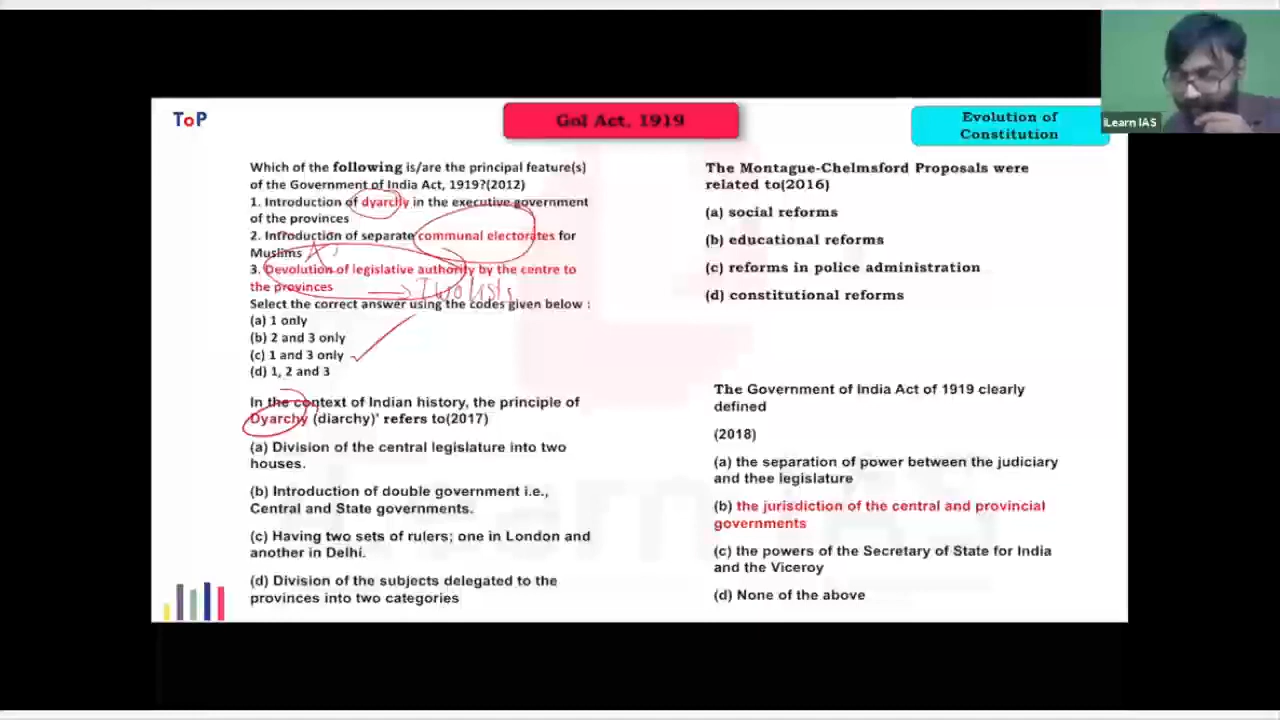 ToP
GoI Act, 1919
Evolution of
Constitution
iLearn IAS
Which of the following is/are the principal feature(s)
of the Government of India Act, 1919?(2012)
1. Introduction of dyarchy in the executive government
of the provinces
2. Introduction of separate communal electorates for
Muslims
3. Devolution of legislative authority by the centre to
the provinces
Two lists
Select the correct answer using the codes given below :
(a) 1 only
(b) 2 and 3 only
(c) 1 and 3 only
(d) 1, 2 and 3
In the context of Indian history, the principle of
Dyarchy (diarchy)' refers to(2017)
(a) Division of the central legislature into two
houses.
(b) Introduction of double government i.e.,
Central and State governments.
(c) Having two sets of rulers; one in London and
another in Delhi.
(d) Division of the subjects delegated to the
provinces into two categories
The Montague-Chelmsford Proposals were
related to(2016)
(a) social reforms
(b) educational reforms
(c) reforms in police administration
(d) constitutional reforms
The Government of India Act of 1919 clearly
defined
(2018)
(a) the separation of power between the judiciary
and thee legislature
(b) the jurisdiction of the central and provincial
governments
(c) the powers of the Secretary of State for India
and the Viceroy
(d) None of the above